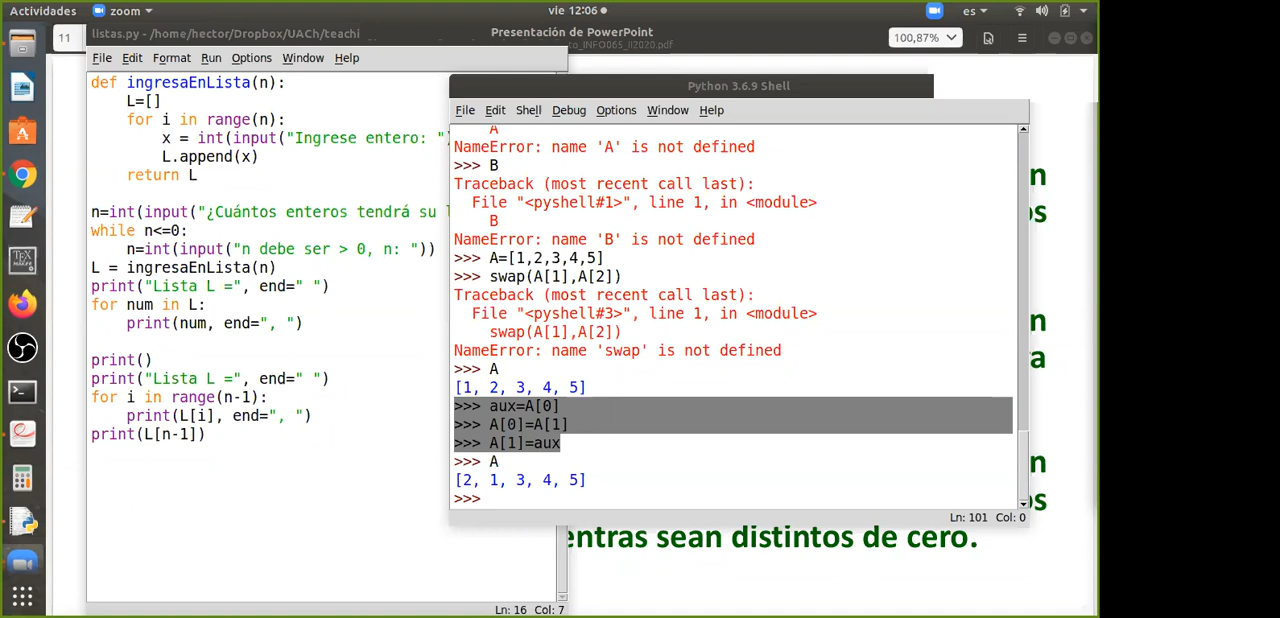 Actividades zoom vie 12:06 es
11 listas.py - /home/hector/Dropbox/UACh/teachi Presentación de PowerPoint 100,87%
to_INFO065_II2020.pdf
File Edit Format Run Options Window Help
def ingresaEnLista(n):
L=[]
for i in range(n):
x = int(input("Ingrese entero: "
L.append(x)
return L
n=int(input("¿Cuántos enteros tendrá su l
while n<=0:
n=int(input("n debe ser > 0, n: "))
L = ingresaEnLista(n)
print("Lista L =", end=" ")
for num in L:
print(num, end=", ")
print()
print("Lista L =", end=" ")
for i in range(n-1):
print(L[i], end=", ")
print(L[n-1])
Ln: 16 Col: 7
Python 3.6.9 Shell
File Edit Shell Debug Options Window Help
A
NameError: name 'A' is not defined
>>> B
Traceback (most recent call last):
File "<pyshell#1>", line 1, in <module>
B
NameError: name 'B' is not defined
>>> A=[1,2,3,4,5]
>>> swap(A[1],A[2])
Traceback (most recent call last):
File "<pyshell#3>", line 1, in <module>
swap(A[1],A[2])
NameError: name 'swap' is not defined
>>> A
[1, 2, 3, 4, 5]
>>> aux=A[0]
>>> A[0]=A[1]
>>> A[1]=aux
>>> A
[2, 1, 3, 4, 5]
>>>
Ln: 101 Col: 0
n
os
n
a
n
os
entras sean distintos de cero.